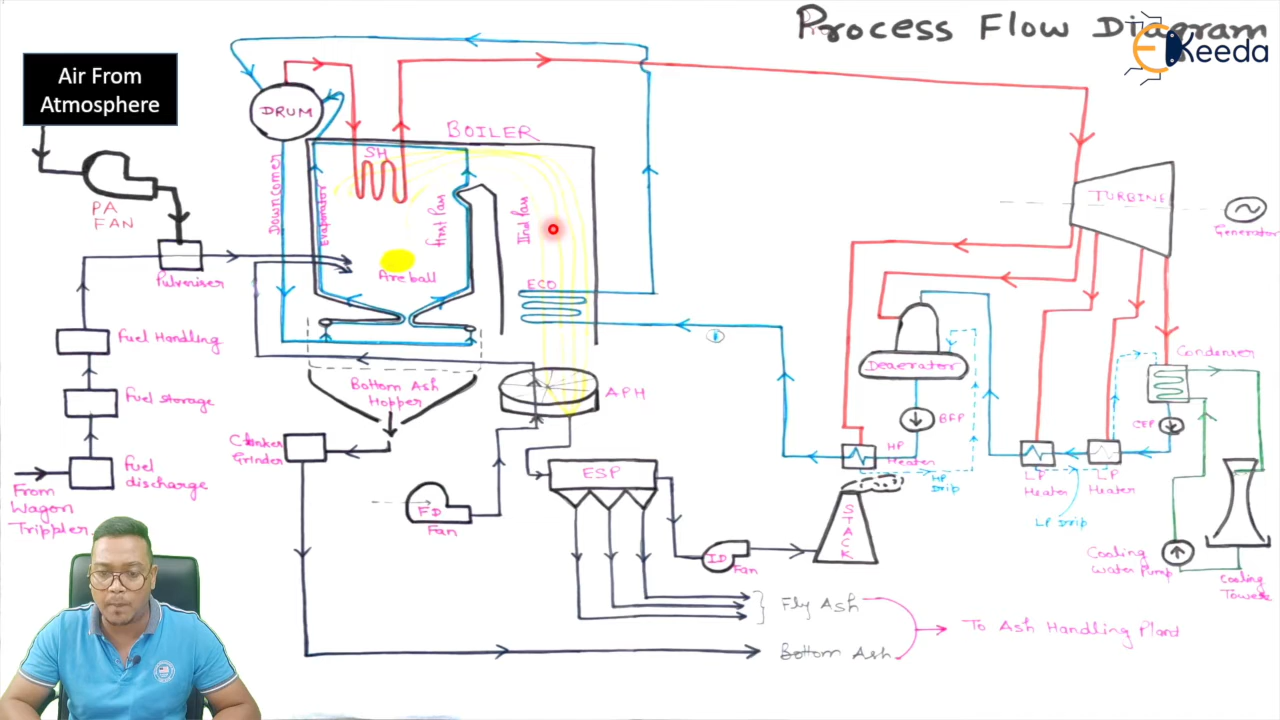 Process Flow Diagram
EKeeda
Air From
Atmosphere
DRUM
BOILER
SH
TURBINE
Generator
PA
FAN
Downcomer
Evaporator
First Pass
IInd Pass
Pulveriser
Fireball
ECO
Fuel Handling
1
Condenser
Deaerator
Bottom Ash
Hopper
APH
Fuel storage
BFP
CEP
Clinker
Grinder
HP
Heater
ESP
Fuel
discharge
HP
Drip
LP
Heater
LP
Heater
From
Wagon
Trippler
FD
Fan
STACK
LP Drip
ID
Fan
Cooling
Water Pump
Cooling
Tower
Fly Ash
To Ash Handling Plant
Bottom Ash